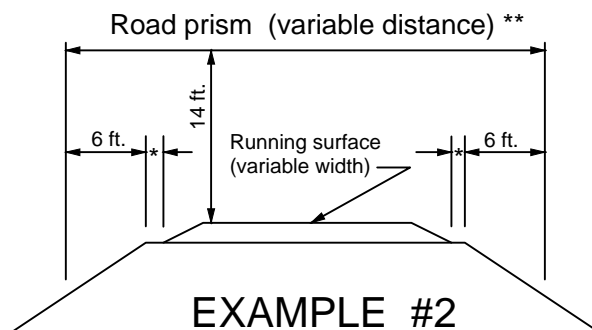 Road prism (variable distance) **
14 ft.
6 ft.
*
Running surface
(variable width)
*
6 ft.
EXAMPLE #2